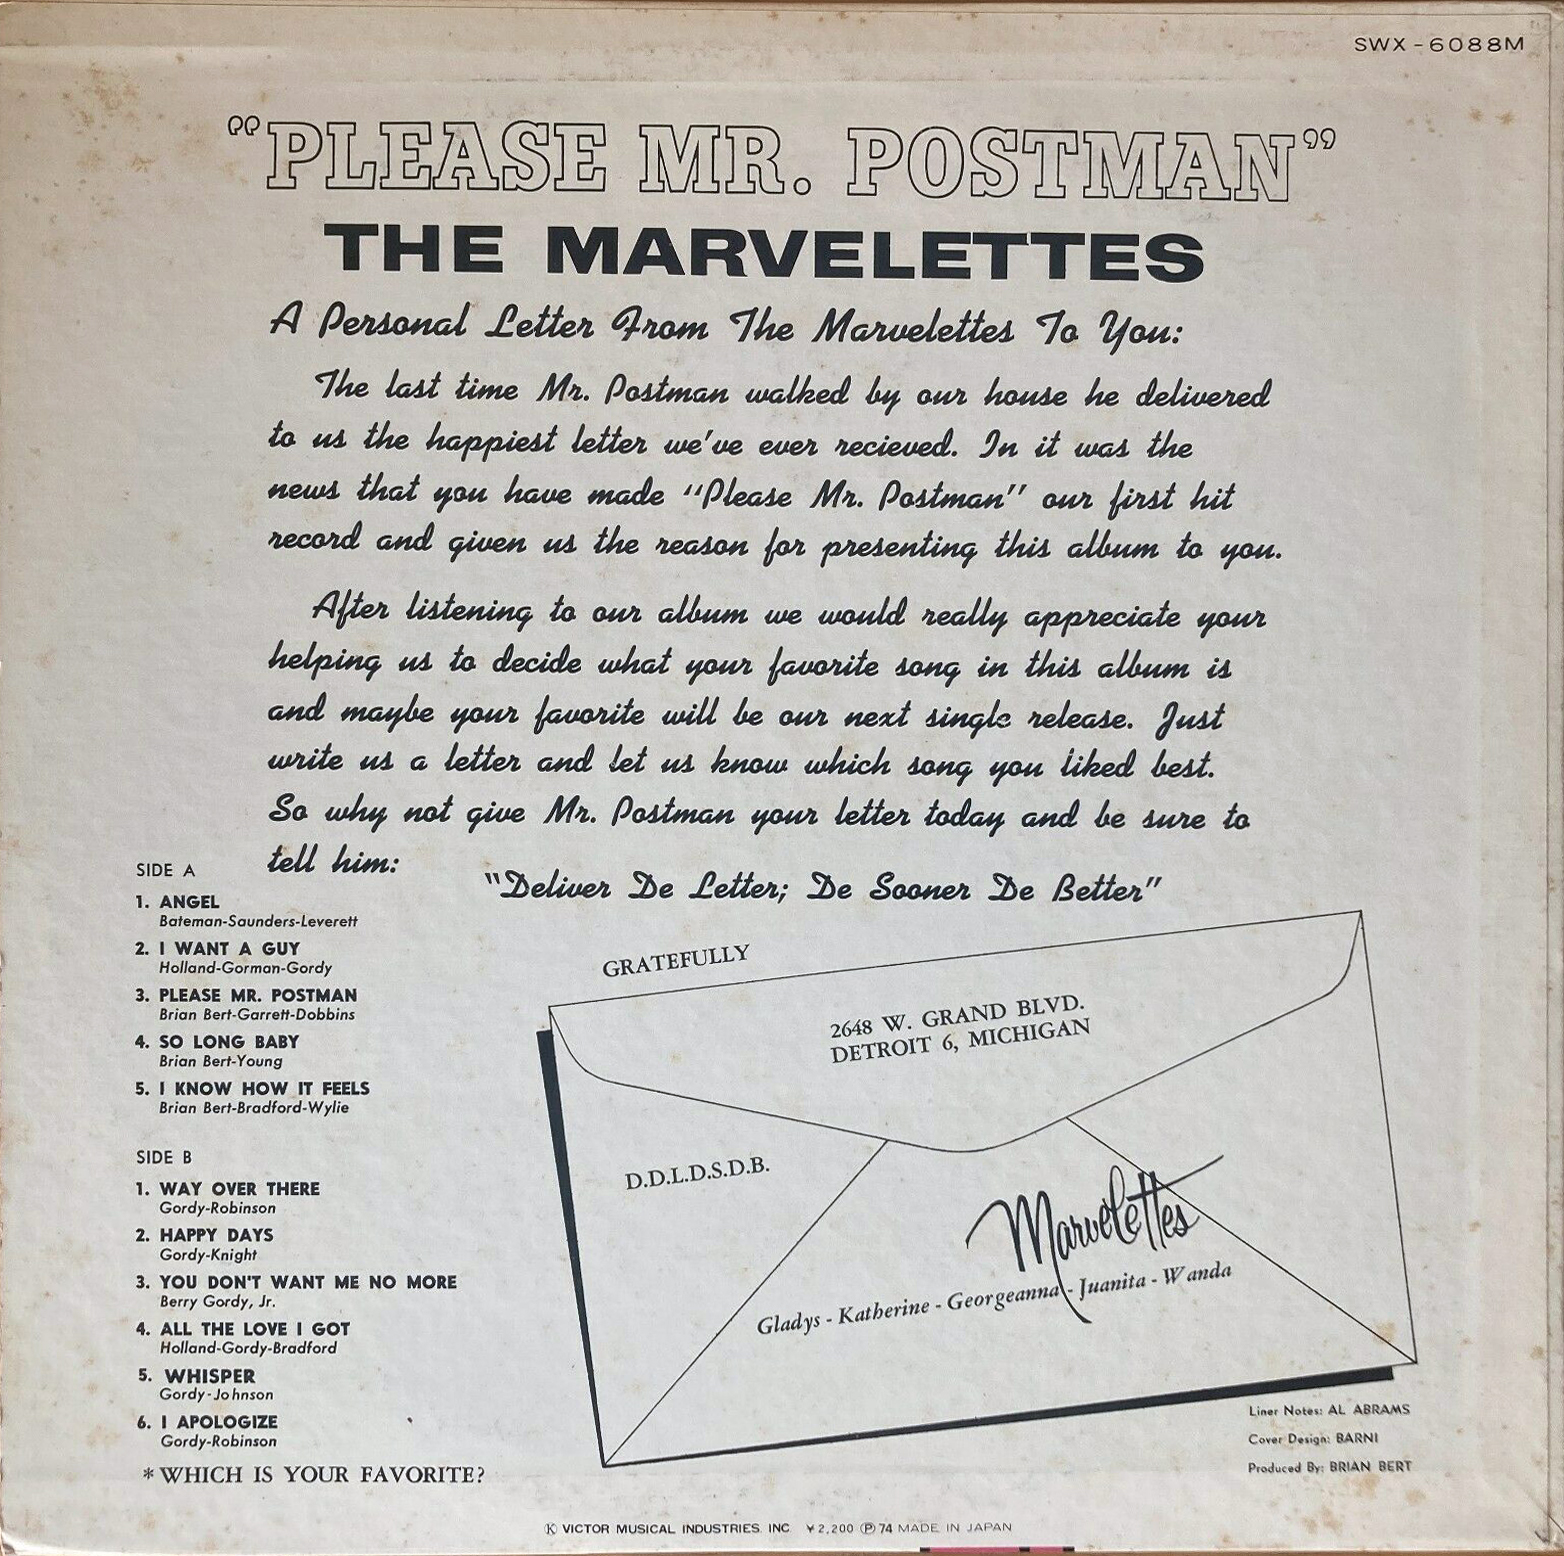 SWX-6088M
"PLEASE MR. POSTMAN"
THE MARVELETTES
A Personal Letter From The Marvelettes To You:
The last time Mr. Postman walked by our house he delivered
to us the happiest letter we've ever recieved. In it was the
news that you have made "Please Mr. Postman" our first hit
record and given us the reason for presenting this album to you.
After listening to our album we would really appreciate your
helping us to decide what your favorite song in this album is
and maybe your favorite will be our next single release. Just
write us a letter and let us know which song you liked best.
So why not give Mr. Postman your letter today and be sure to
tell him:
"Deliver De Letter; De Sooner De Better"
SIDE A
1. ANGEL
Bateman-Saunders-Leverett
2. I WANT A GUY
Holland-Gorman-Gordy
3. PLEASE MR. POSTMAN
Brian Bert-Garrett-Dobbins
4. SO LONG BABY
Brian Bert-Young
5. I KNOW HOW IT FEELS
Brian Bert-Bradford-Wylie
SIDE B
1. WAY OVER THERE
Gordy-Robinson
2. HAPPY DAYS
Gordy-Knight
3. YOU DON'T WANT ME NO MORE
Berry Gordy, Jr.
4. ALL THE LOVE I GOT
Holland-Gordy-Bradford
5. WHISPER
Gordy-Johnson
6. I APOLOGIZE
Gordy-Robinson
*WHICH IS YOUR FAVORITE?
GRATEFULLY
2648 W. GRAND BLVD.
DETROIT 6, MICHIGAN
D.D.L.D.S.D.B.
Marvelettes
Gladys - Katherine - Georgeanna - Juanita - Wanda
Liner Notes: AL ABRAMS
Cover Design: BARNI
Produced By: BRIAN BERT
Ⓚ VICTOR MUSICAL INDUSTRIES. INC. ¥2,200 Ⓟ74 MADE IN JAPAN